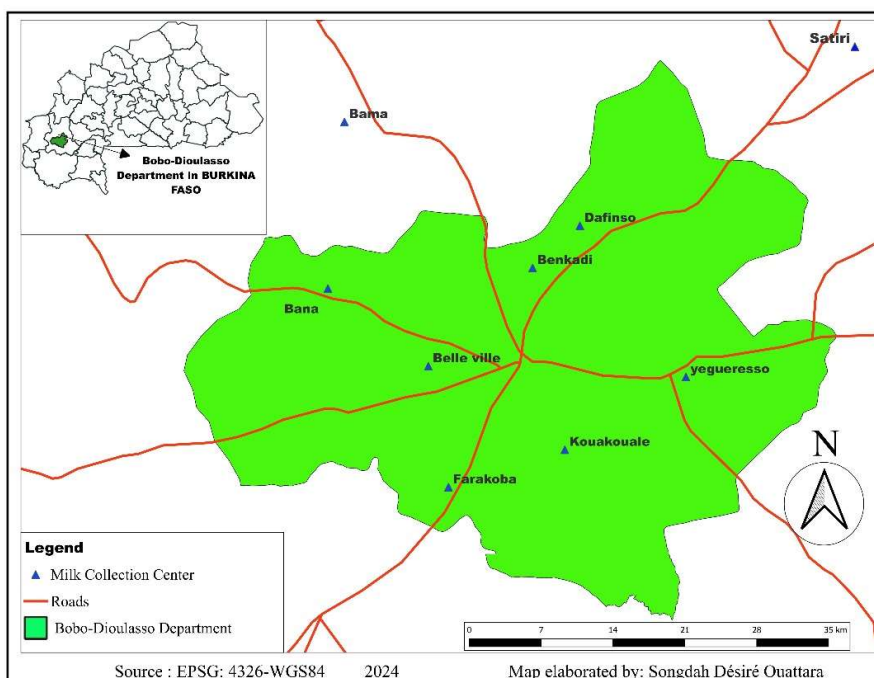 Satiri
Bama
Bobo-Dioulasso
Department in BURKINA
FASO
Dafinso
Benkadi
Bana
Belle ville
yegueresso
Kouakouale
Farakoba
N
Legend
Milk Collection Center
Roads
Bobo-Dioulasso Department
0 7 14 21 28 35 km
Source : EPSG: 4326-WGS84 2024 Map elaborated by: Songdah Désiré Ouattara